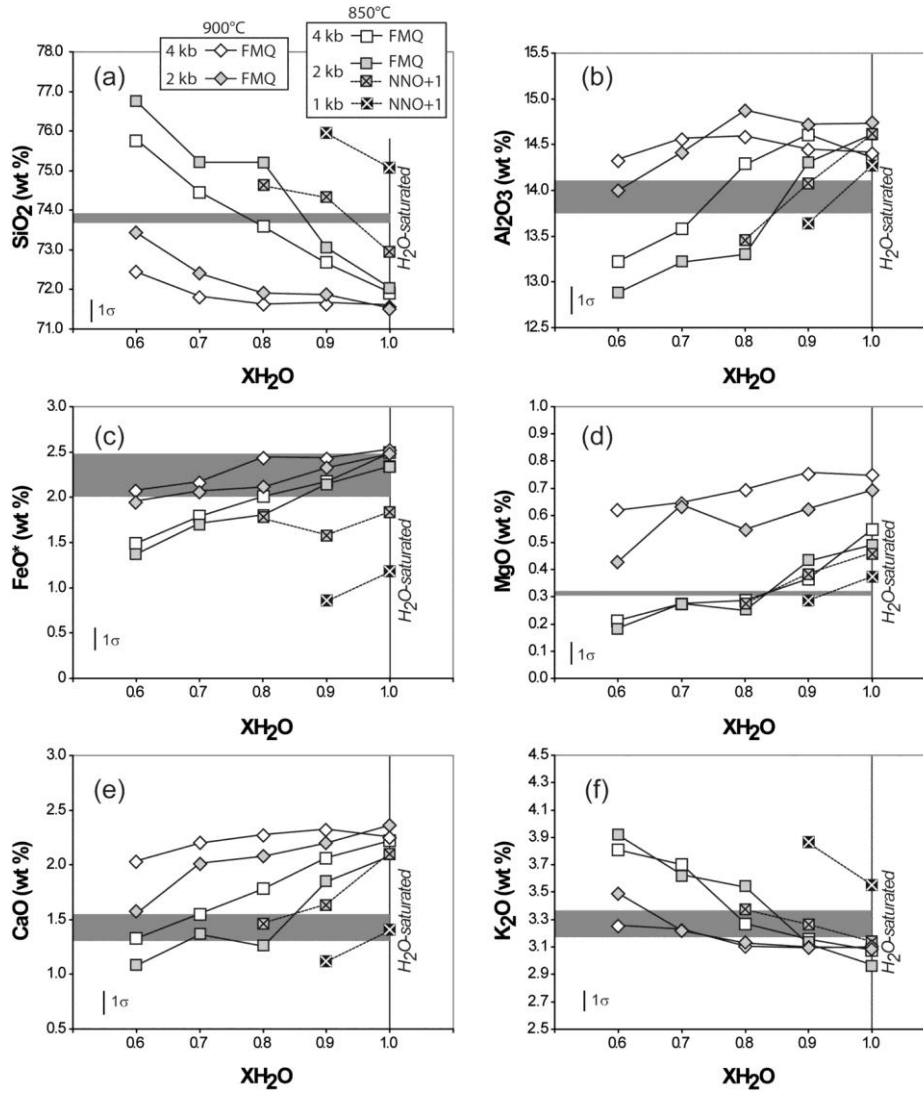 900°C
4 kb FMQ
2 kb FMQ
850°C
4 kb FMQ
2 kb FMQ
NNO+1
1 kb NNO+1
(a)
SiO2 (wt %)
78.0
77.0
76.0
75.0
74.0
73.0
72.0
71.0
1σ
H2O-saturated
0.6 0.7 0.8 0.9 1.0
XH2O
(b)
Al2O3 (wt %)
15.5
15.0
14.5
14.0
13.5
13.0
12.5
1σ
H2O-saturated
0.6 0.7 0.8 0.9 1.0
XH2O
(c)
FeO* (wt %)
3.0
2.5
2.0
1.5
1.0
0.5
0
1σ
H2O-saturated
0.6 0.7 0.8 0.9 1.0
XH2O
(d)
MgO (wt %)
1.0
0.9
0.8
0.7
0.6
0.5
0.4
0.3
0.2
0.1
0.0
1σ
H2O-saturated
0.6 0.7 0.8 0.9 1.0
XH2O
(e)
CaO (wt %)
3.0
2.5
2.0
1.5
1.0
0.5
1σ
H2O-saturated
0.6 0.7 0.8 0.9 1.0
XH2O
(f)
K2O (wt %)
4.5
4.3
4.1
3.9
3.7
3.5
3.3
3.1
2.9
2.7
2.5
1σ
H2O-saturated
0.6 0.7 0.8 0.9 1.0
XH2O